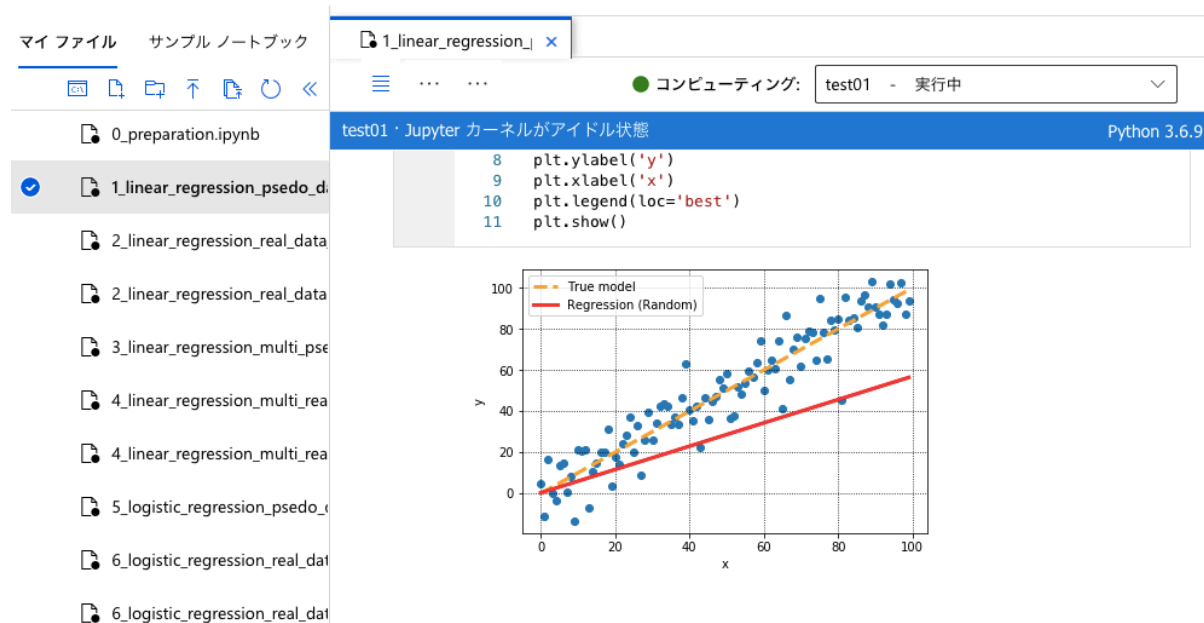 マイ ファイル サンプル ノートブック
1_linear_regression_
コンピューティング: test01 - 実行中
test01・Jupyter カーネルがアイドル状態 Python 3.6.9
0_preparation.ipynb
1_linear_regression_psedo_d
2_linear_regression_real_data_
2_linear_regression_real_data
3_linear_regression_multi_pse
4_linear_regression_multi_rea
4_linear_regression_multi_rea
5_logistic_regression_psedo_
6_logistic_regression_real_dat
6_logistic_regression_real_dat
8 plt.ylabel('y')
9 plt.xlabel('x')
10 plt.legend(loc='best')
11 plt.show()
True model
Regression (Random)
100
80
60
40
20
0
y
0 20 40 60 80 100
x